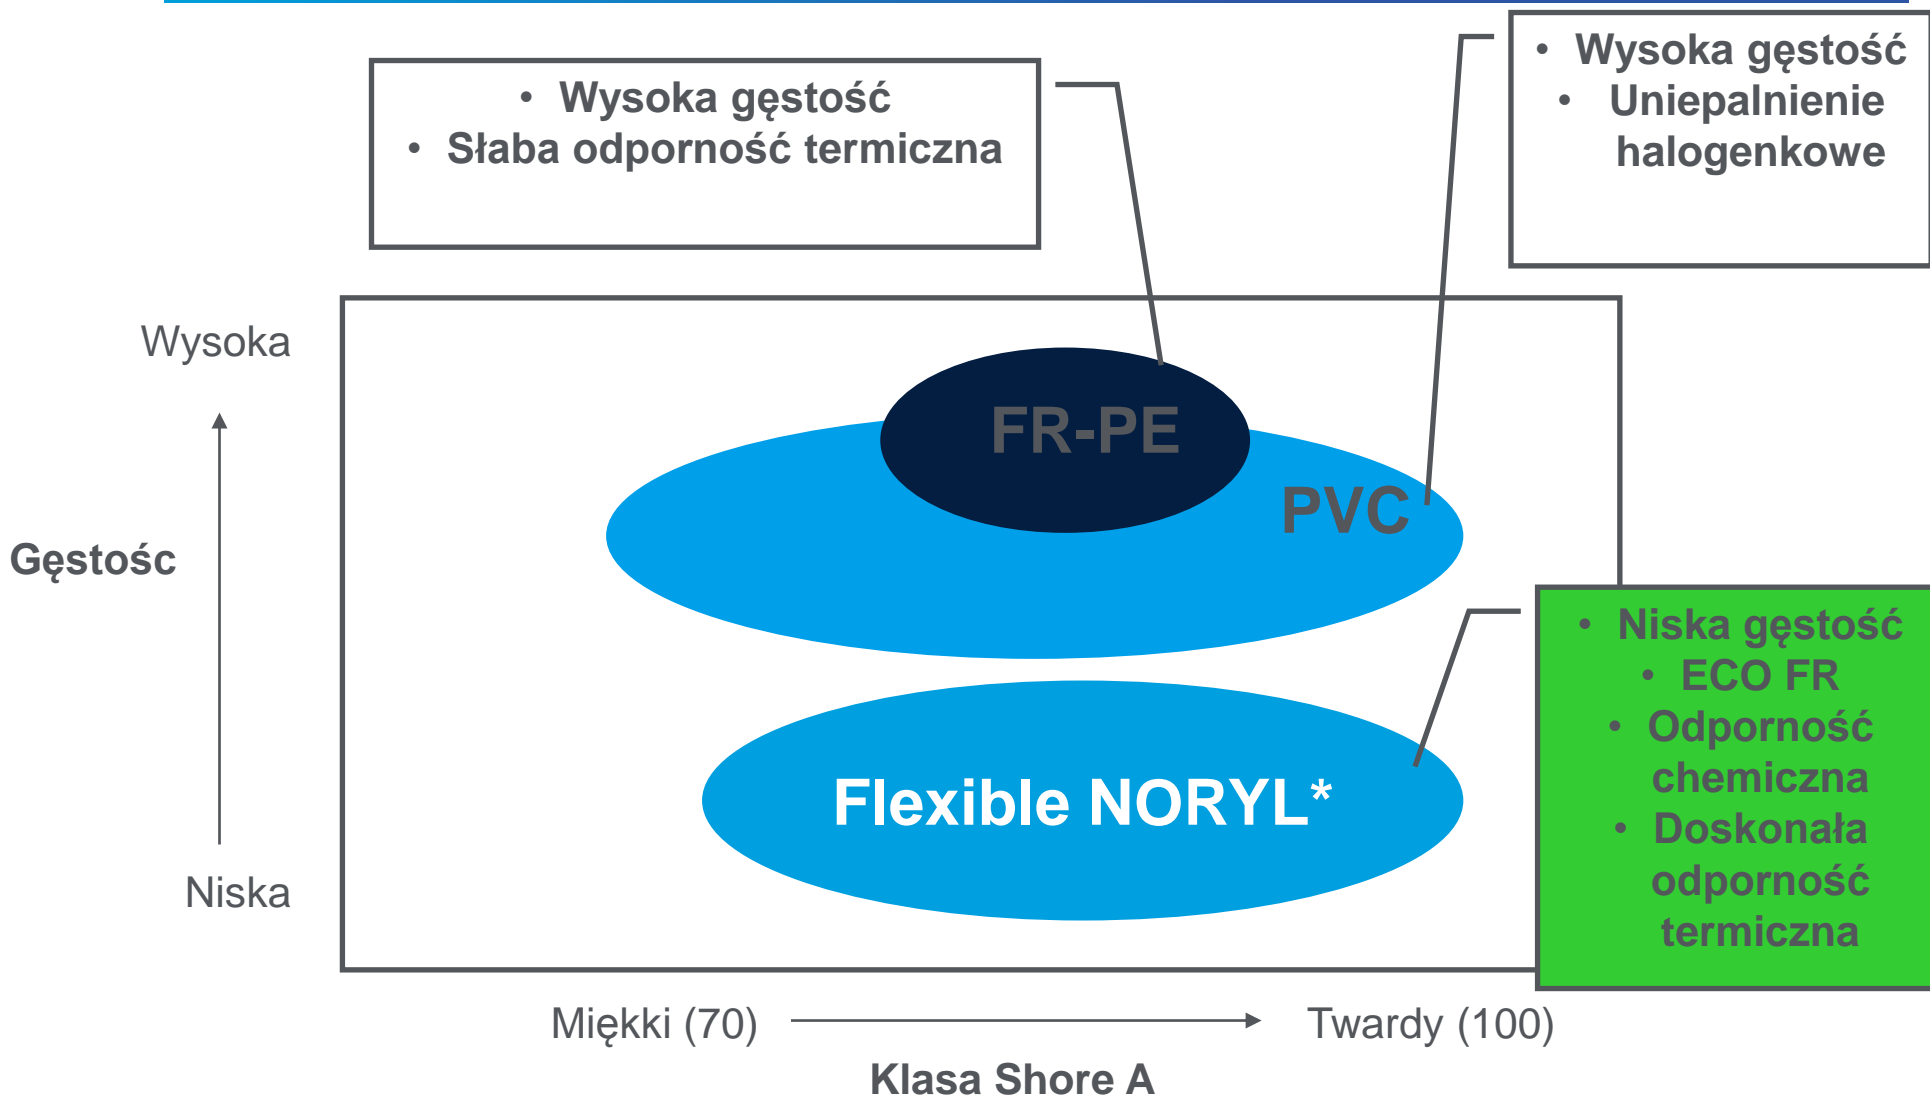 • Wysoka gęstość
• Słaba odporność termiczna
• Wysoka gęstość
• Uniepalnienie
halogenkowe
Wysoka
FR-PE
PVC
Gęstośc
• Niska gęstość
• ECO FR
• Odporność
chemiczna
• Doskonała
odporność
termiczna
Flexible NORYL*
Niska
Miękki (70)
Twardy (100)
Klasa Shore A